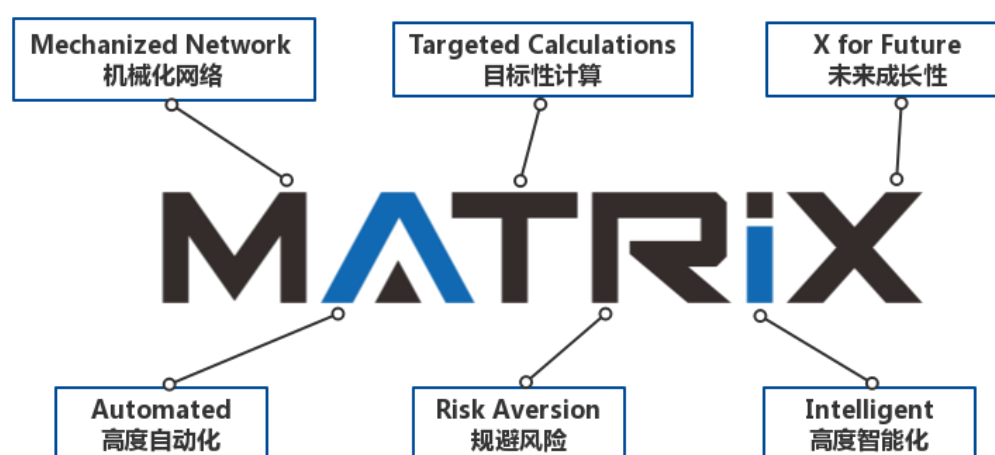 Mechanized Network
机械化网络
Targeted Calculations
目标性计算
X for Future
未来成长性
MATRiX
Automated
高度自动化
Risk Aversion
规避风险
Intelligent
高度智能化